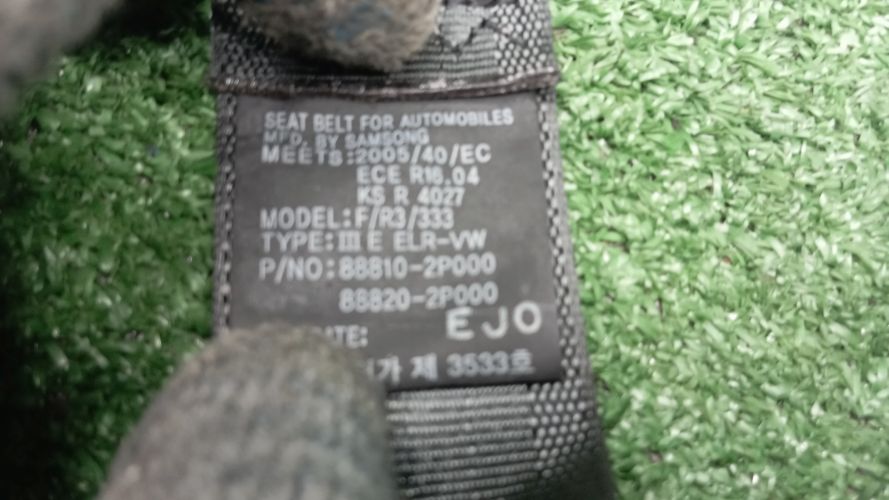 SEAT BELT FOR AUTOMOBILES
MFD. BY SAMSONG
MEETS:2005/40/EC
ECE R16.04
KS R 4027
MODEL:F/R3/333
TYPE:III E ELR-VW
P/NO:88810-2P000
88820-2P000
EJO
제 3533호